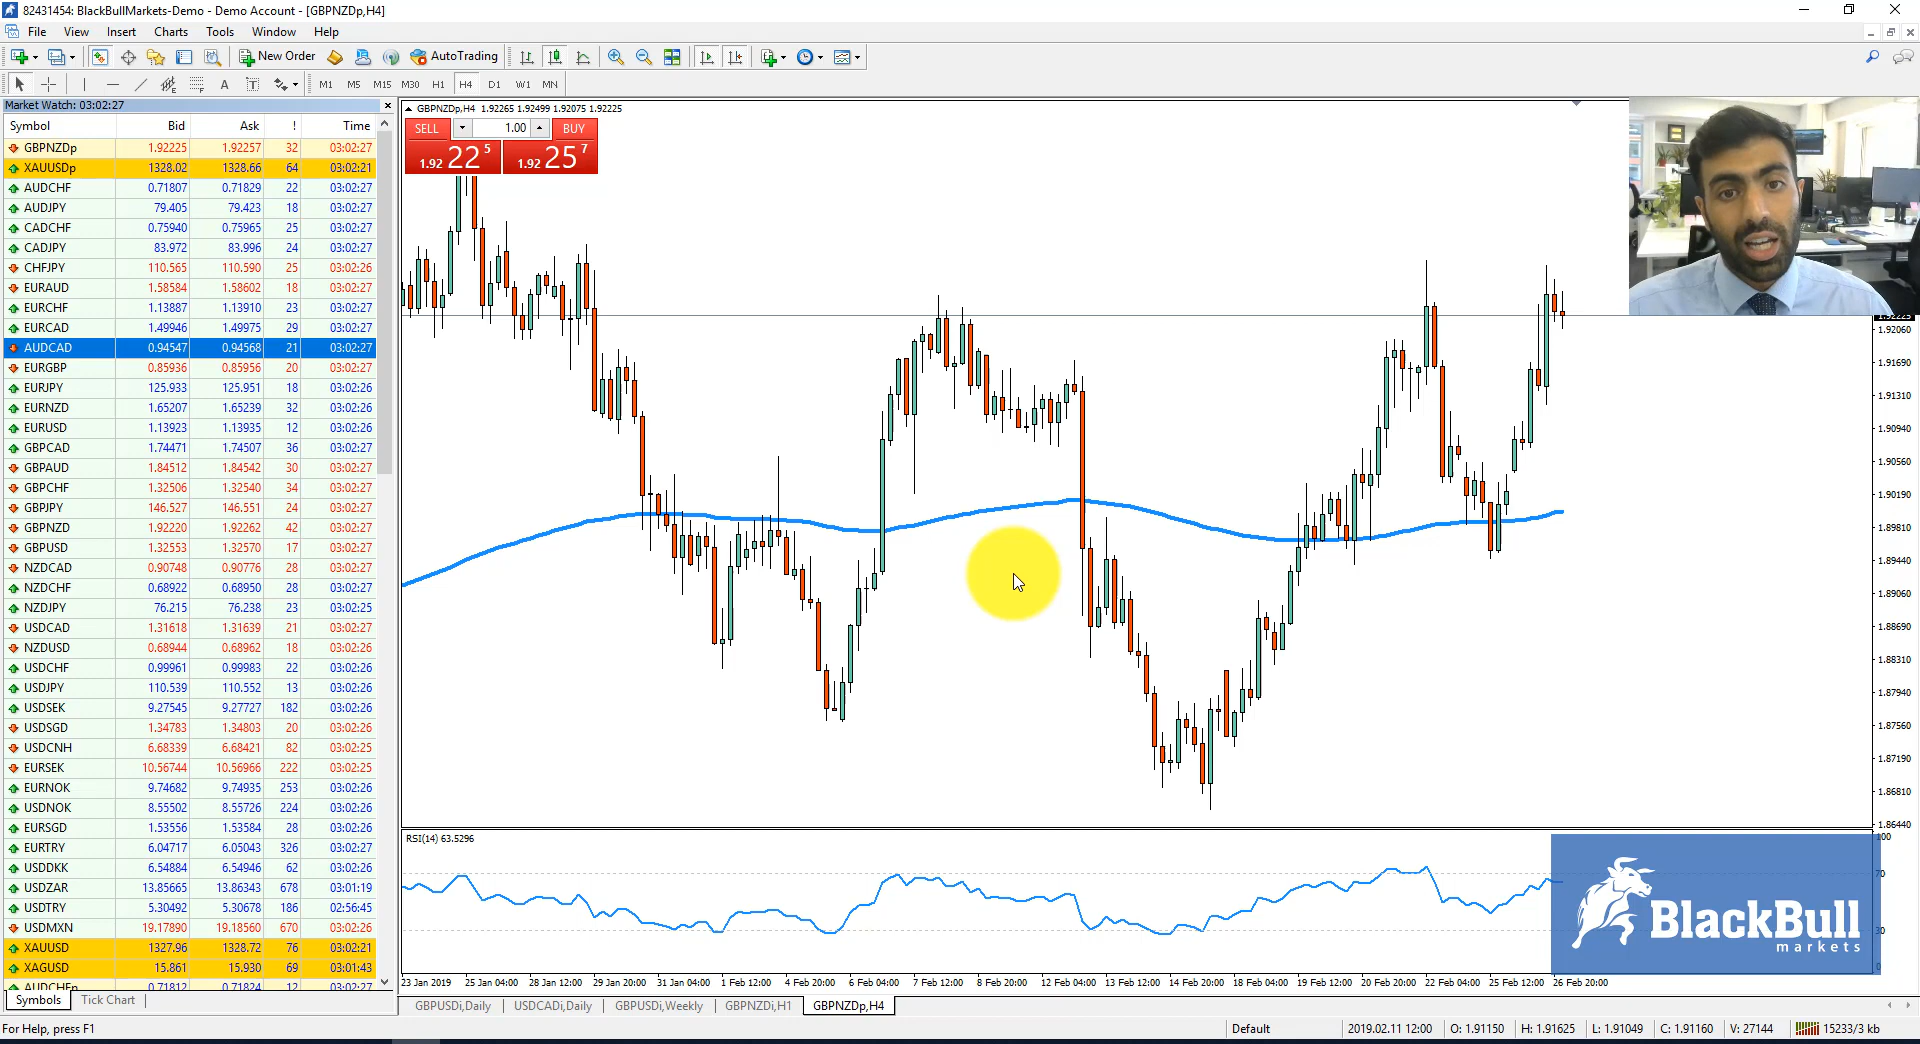 82431454: BlackBullMarkets-Demo - Demo Account - [GBPNZDp,H4]
File View Insert Charts Tools Window Help
New Order AutoTrading
A T M1 M5 M15 M30 H1 H4 D1 W1 MN
Market Watch: 03:02:27
Symbol Bid Ask ! Time
GBPNZDp 1.92225 1.92257 32 03:02:27
XAUUSDp 1328.02 1328.66 64 03:02:21
AUDCHF 0.71807 0.71829 22 03:02:27
AUDJPY 79.405 79.423 18 03:02:27
CADCHF 0.75940 0.75965 25 03:02:27
CADJPY 83.972 83.996 24 03:02:27
CHFJPY 110.565 110.590 25 03:02:26
EURAUD 1.58584 1.58602 18 03:02:27
EURCHF 1.13887 1.13910 23 03:02:27
EURCAD 1.49946 1.49975 29 03:02:27
AUDCAD 0.94547 0.94568 21 03:02:27
EURGBP 0.85936 0.85956 20 03:02:27
EURJPY 125.933 125.951 18 03:02:26
EURNZD 1.65207 1.65239 32 03:02:26
EURUSD 1.13923 1.13935 12 03:02:26
GBPCAD 1.74471 1.74507 36 03:02:27
GBPAUD 1.84512 1.84542 30 03:02:27
GBPCHF 1.32506 1.32540 34 03:02:27
GBPJPY 146.527 146.551 24 03:02:27
GBPNZD 1.92220 1.92262 42 03:02:27
GBPUSD 1.32553 1.32570 17 03:02:27
NZDCAD 0.90748 0.90776 28 03:02:27
NZDCHF 0.68922 0.68950 28 03:02:27
NZDJPY 76.215 76.238 23 03:02:25
USDCAD 1.31618 1.31639 21 03:02:27
NZDUSD 0.68944 0.68962 18 03:02:26
USDCHF 0.99961 0.99983 22 03:02:26
USDJPY 110.539 110.552 13 03:02:26
USDSEK 9.27545 9.27727 182 03:02:26
USDSGD 1.34783 1.34803 20 03:02:26
USDCNH 6.68339 6.68421 82 03:02:25
EURSEK 10.56744 10.56966 222 03:02:25
EURNOK 9.74682 9.74935 253 03:02:26
USDNOK 8.55502 8.55726 224 03:02:26
EURSGD 1.53556 1.53584 28 03:02:26
EURTRY 6.04717 6.05043 326 03:02:27
USDDKK 6.54884 6.54946 62 03:02:26
USDZAR 13.85665 13.86343 678 03:01:19
USDTRY 5.30492 5.30678 186 02:56:45
USDMXN 19.17890 19.18560 670 03:02:26
XAUUSD 1327.96 1328.72 76 03:02:21
XAGUSD 15.861 15.930 69 03:01:43
AUDCHFp 0.71812 0.71824 12 03:02:27
Symbols Tick Chart
GBPNZDp,H4 1.92265 1.92499 1.92075 1.92225
SELL 1.00 BUY
1.92 22 5 1.92 25 7
1.92225
1.92060
1.91690
1.91310
1.90940
1.90560
1.90190
1.89810
1.89440
1.89060
1.88690
1.88310
1.87940
1.87560
1.87190
1.86810
1.86440
RSI(14) 63.5296
100
70
30
0
BlackBull
markets
23 Jan 2019 25 Jan 04:00 28 Jan 12:00 29 Jan 20:00 31 Jan 04:00 1 Feb 12:00 4 Feb 20:00 6 Feb 04:00 7 Feb 12:00 8 Feb 20:00 12 Feb 04:00 13 Feb 12:00 14 Feb 20:00 18 Feb 04:00 19 Feb 12:00 20 Feb 20:00 22 Feb 04:00 25 Feb 12:00 26 Feb 20:00
GBPUSDi,Daily USDCADi,Daily GBPUSDi,Weekly GBPNZDi,H1 GBPNZDp,H4
For Help, press F1 Default 2019.02.11 12:00 O: 1.91150 H: 1.91625 L: 1.91049 C: 1.91160 V: 27144 15233/3 kb